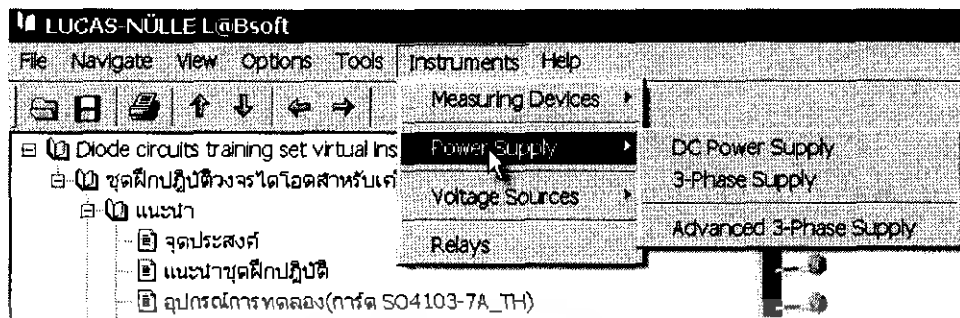 LUCAS-NÜLLE L@Bsoft
File Navigate View Options Tools Instruments Help
Measuring Devices
Power Supply
Voltage Sources
Relays
DC Power Supply
3-Phase Supply
Advanced 3-Phase Supply
Diode circuits training set virtual ins
ชุดฝึกปฏิบัติวงจรไดโอดสำหรับเค
แนะนำ
จุดประสงค์
แนะนำชุดฝึกปฏิบัติ
อุปกรณ์การทดลอง(การ์ด SO4103-7A_TH)